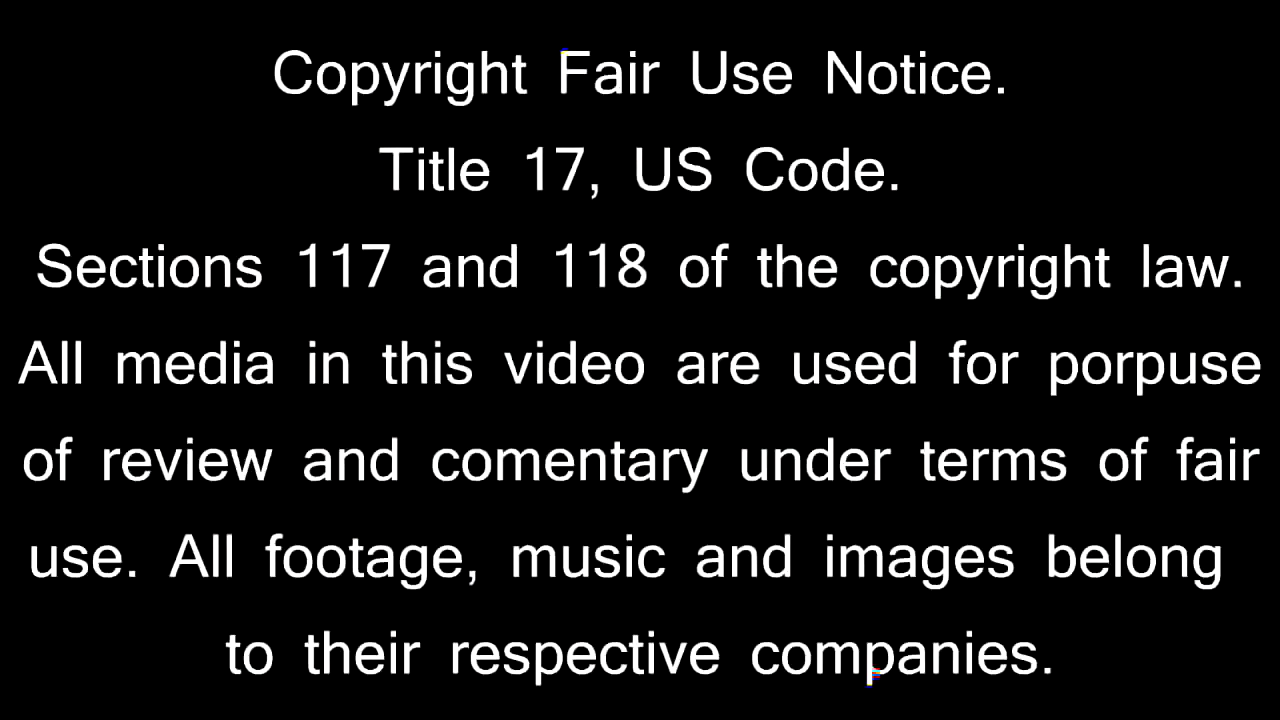 Copyright Fair Use Notice.
Title 17, US Code.
Sections 117 and 118 of the copyright law.
All media in this video are used for porpuse
of review and comentary under terms of fair
use. All footage, music and images belong
to their respective companies.